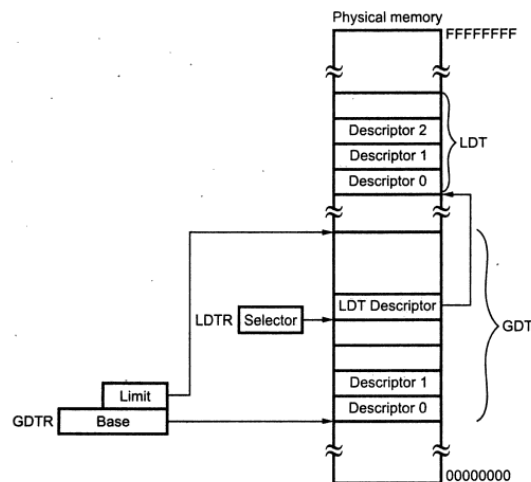 Physical memory
FFFFFFFF
Descriptor 2
Descriptor 1
Descriptor 0
LDT
LDT Descriptor
LDTR
Selector
GDT
Limit
Descriptor 1
GDTR
Base
Descriptor 0
00000000